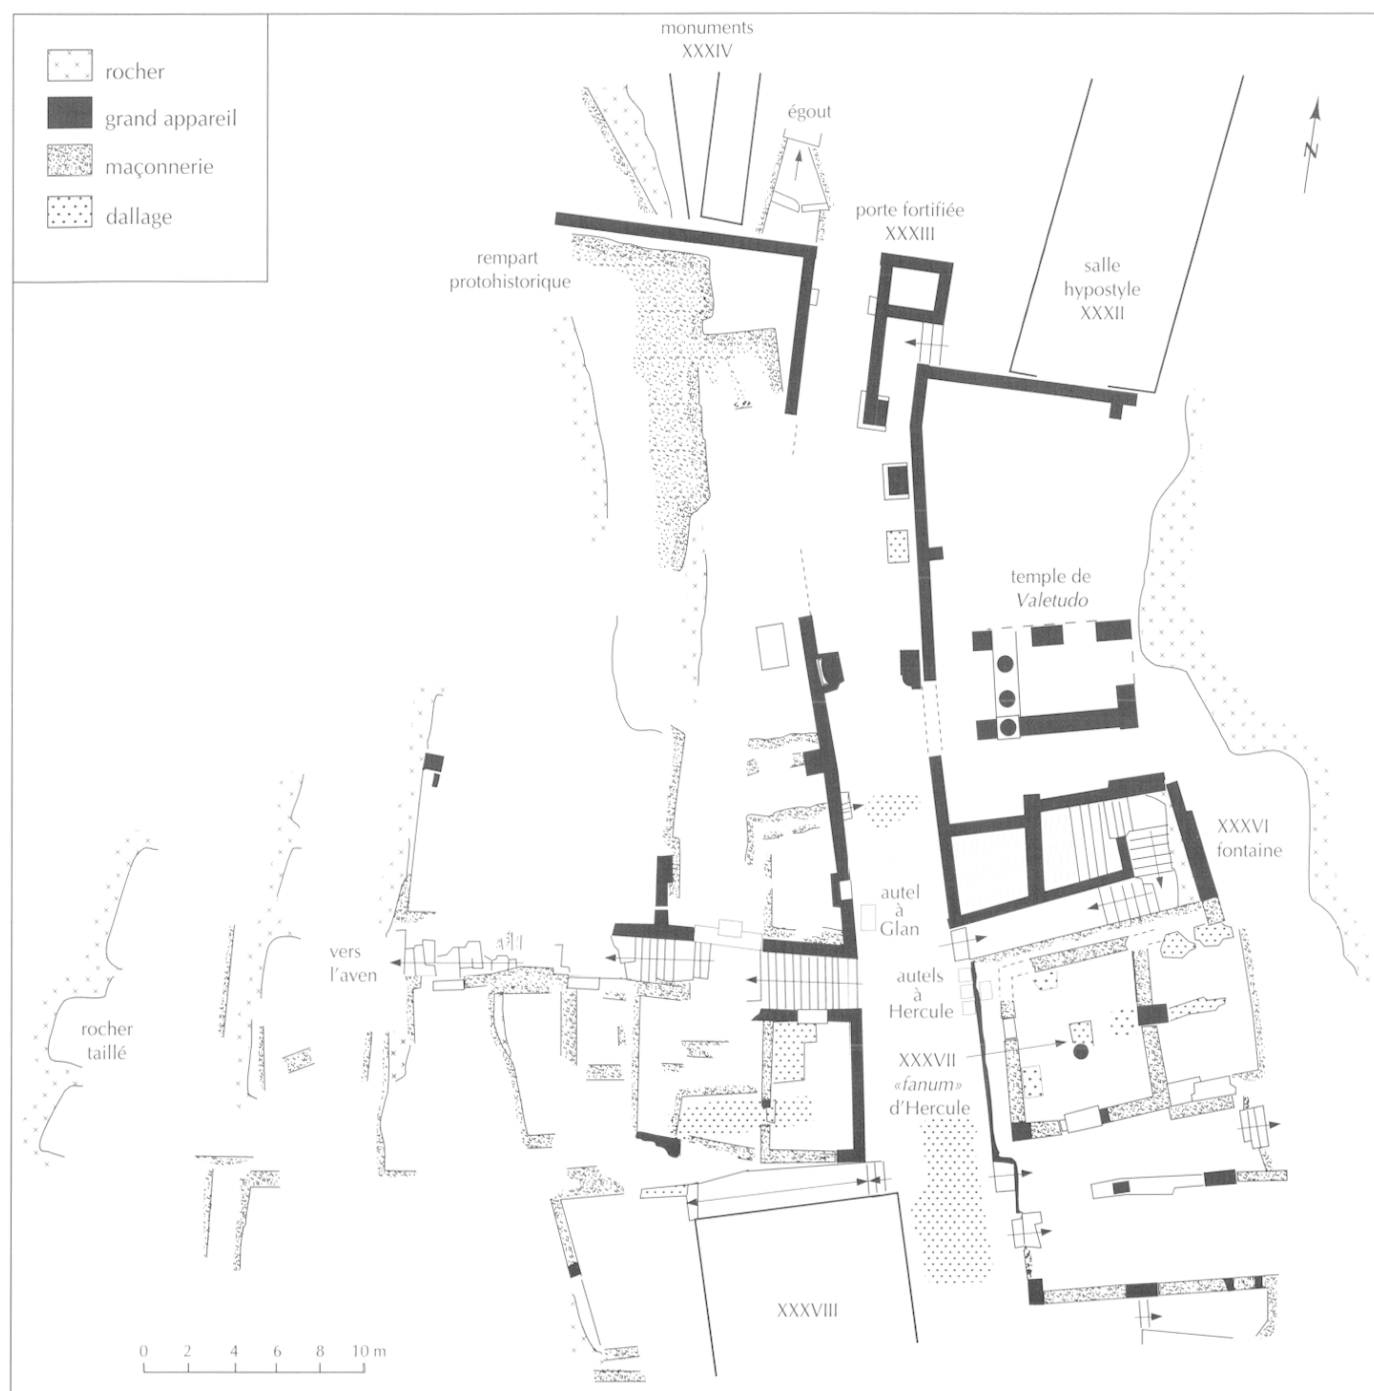 rocher
grand appareil
maçonnerie
dallage
monuments
XXXIV
égout
N
porte fortifiée
XXXIII
rempart
protohistorique
salle
hypostyle
XXXII
temple de
Valetudo
XXXVI
fontaine
autel
à
Glan
vers
l'aven
autels
à
Hercule
rocher
taillé
XXXVII
«fanum»
d'Hercule
XXXVIII
0 2 4 6 8 10 m